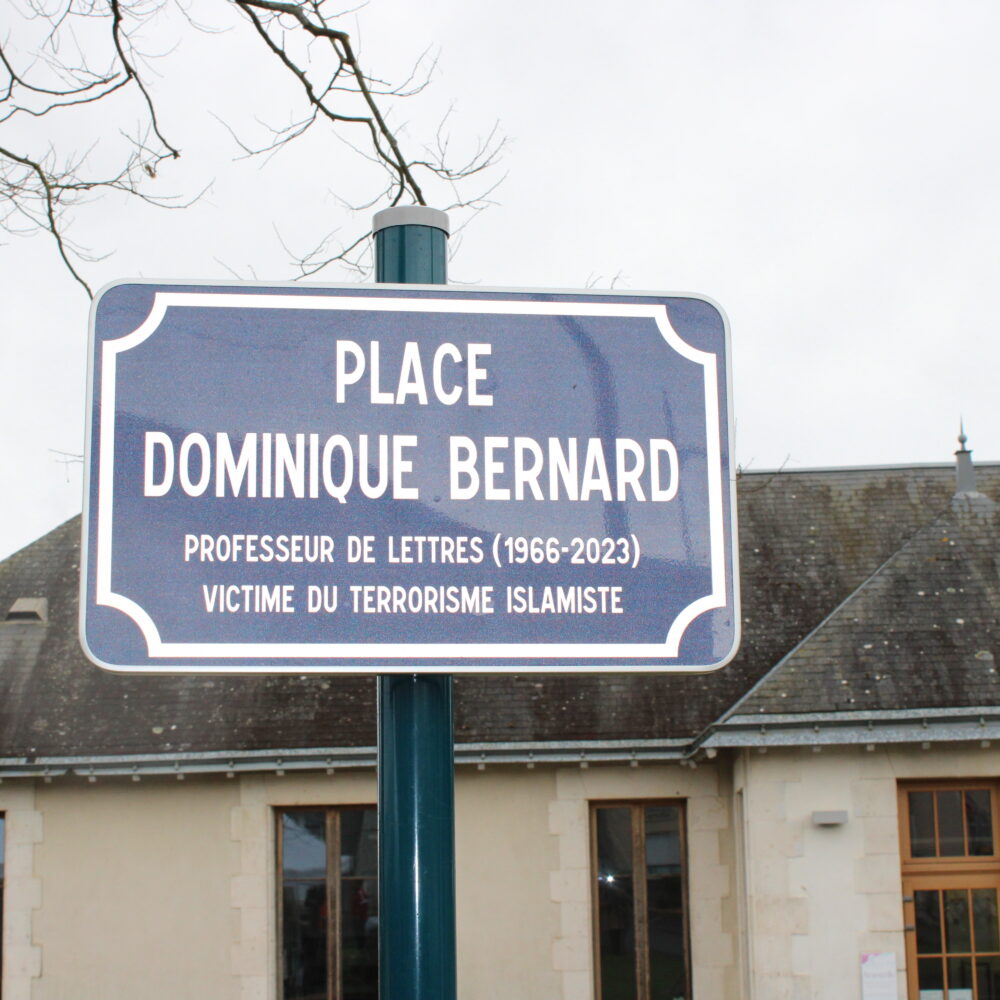 PLACE
DOMINIQUE BERNARD
PROFESSEUR DE LETTRES (1966-2023)
VICTIME DU TERRORISME ISLAMISTE